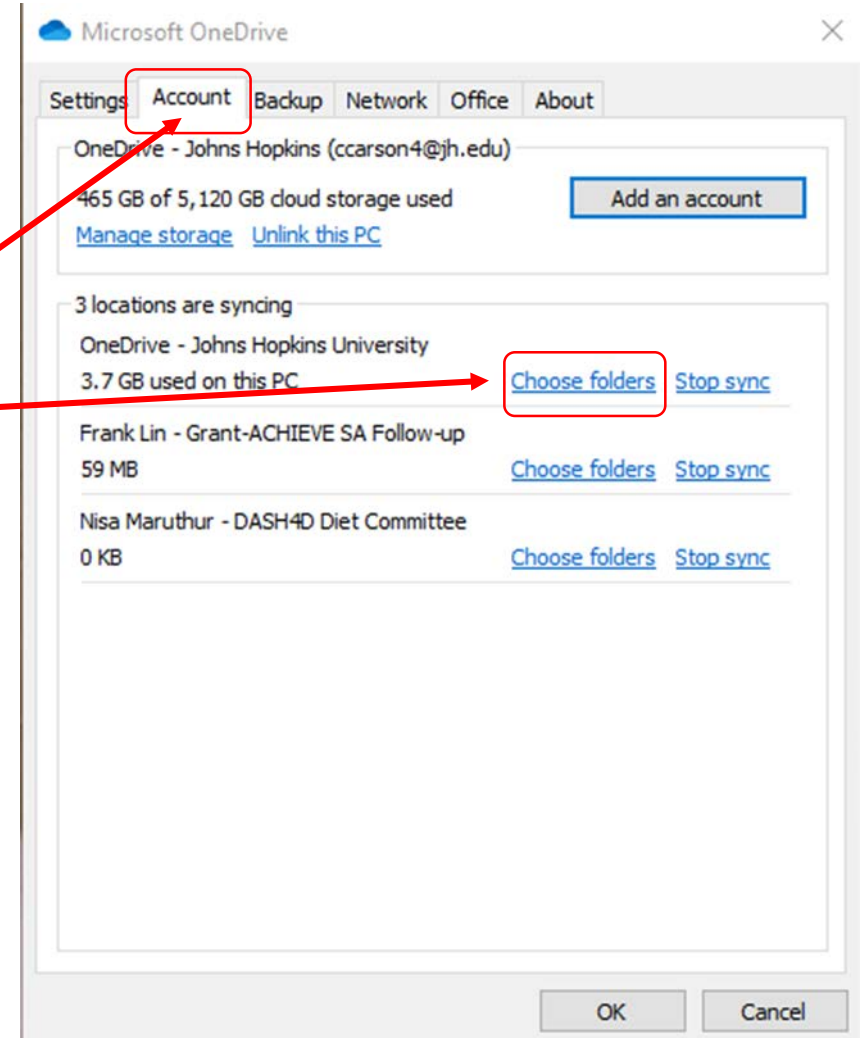 Microsoft OneDrive
Settings Account Backup Network Office About
OneDrive - Johns Hopkins (ccarson4@jh.edu)
465 GB of 5,120 GB cloud storage used Add an account
Manage storage Unlink this PC
3 locations are syncing
OneDrive - Johns Hopkins University
3.7 GB used on this PC Choose folders Stop sync
Frank Lin - Grant-ACHIEVE SA Follow-up
59 MB Choose folders Stop sync
Nisa Maruthur - DASH4D Diet Committee
0 KB Choose folders Stop sync
OK Cancel